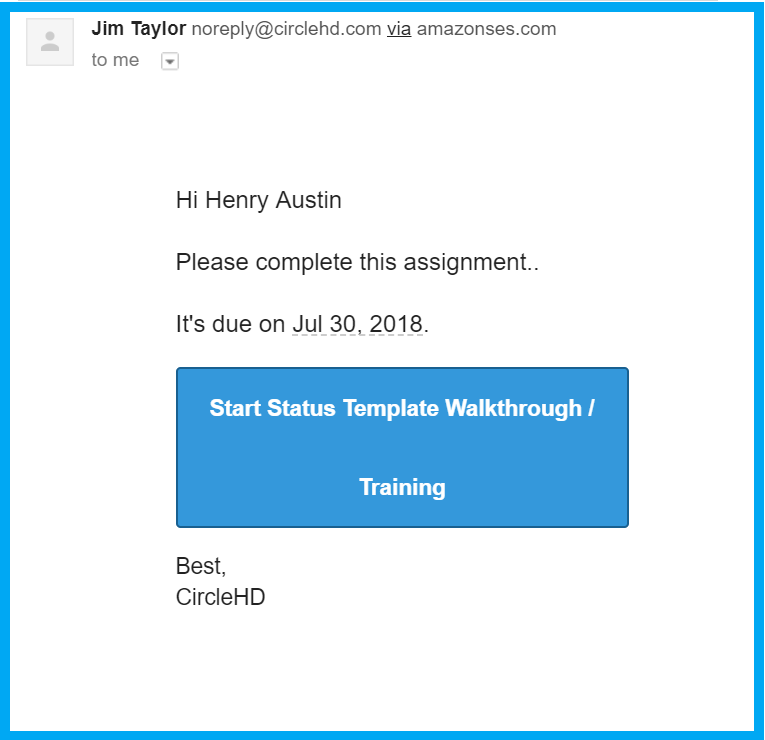 Jim Taylor noreply@circlehd.com via amazonses.com
to me
Hi Henry Austin
Please complete this assignment..
It's due on Jul 30, 2018.
Start Status Template Walkthrough /
Training
Best,
CircleHD